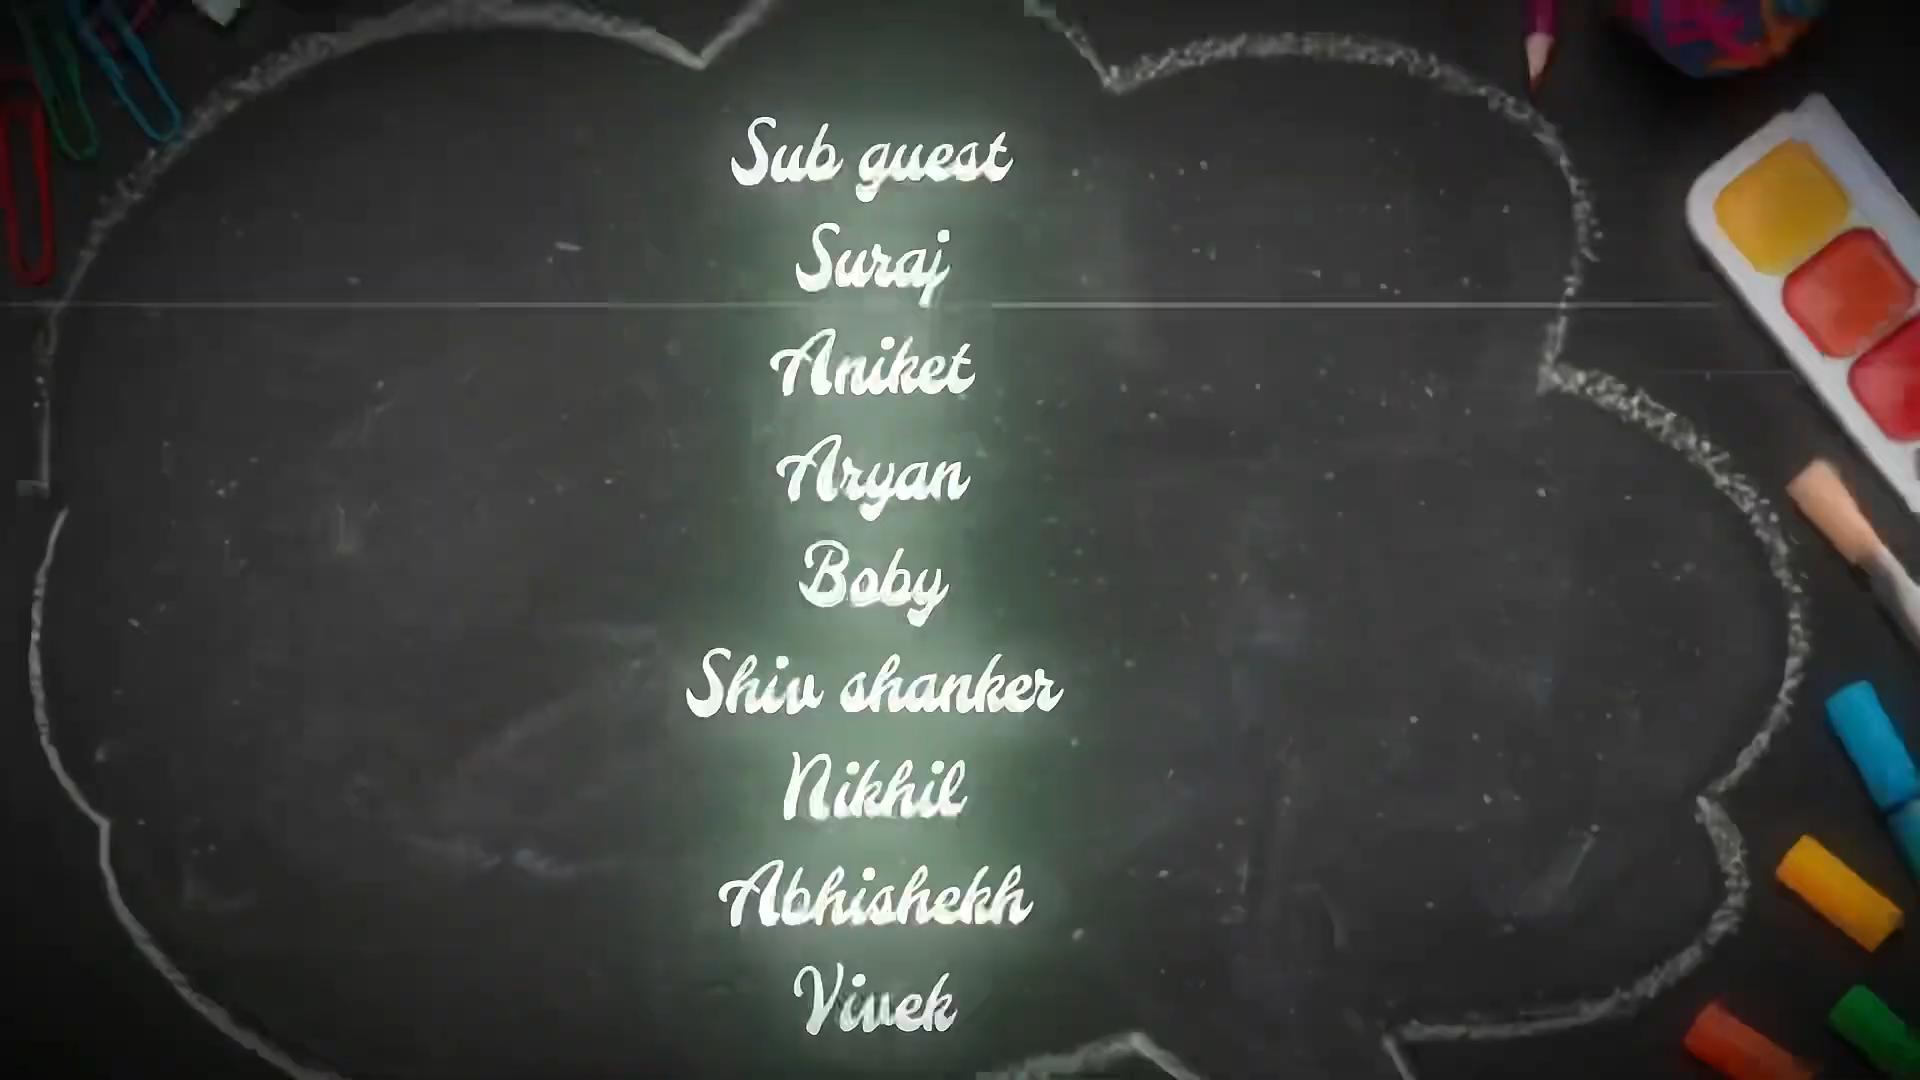 Sub guest
Suraj
Aniket
Aryan
Boby
Shiv shanker
Nikhil
Abhishekh
Vivek